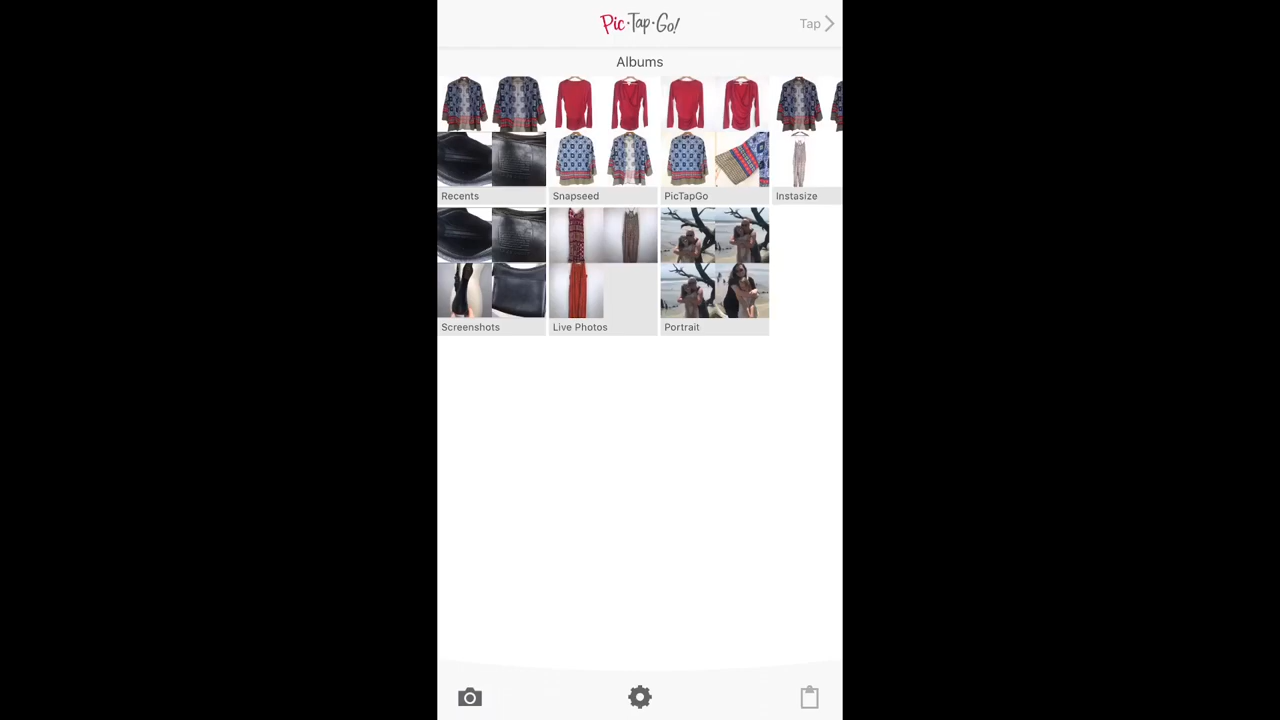 Pic·Tap·Go!
Tap
Albums
Recents
Snapseed
PicTapGo
Instasize
Screenshots
Live Photos
Portrait